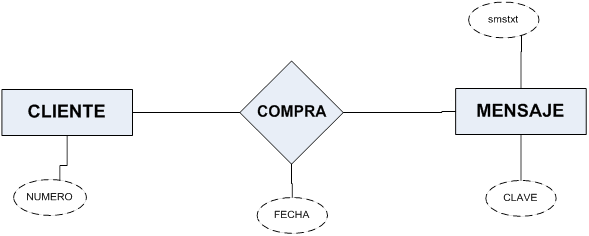 smstxt
CLIENTE
COMPRA
MENSAJE
NUMERO
FECHA
CLAVE